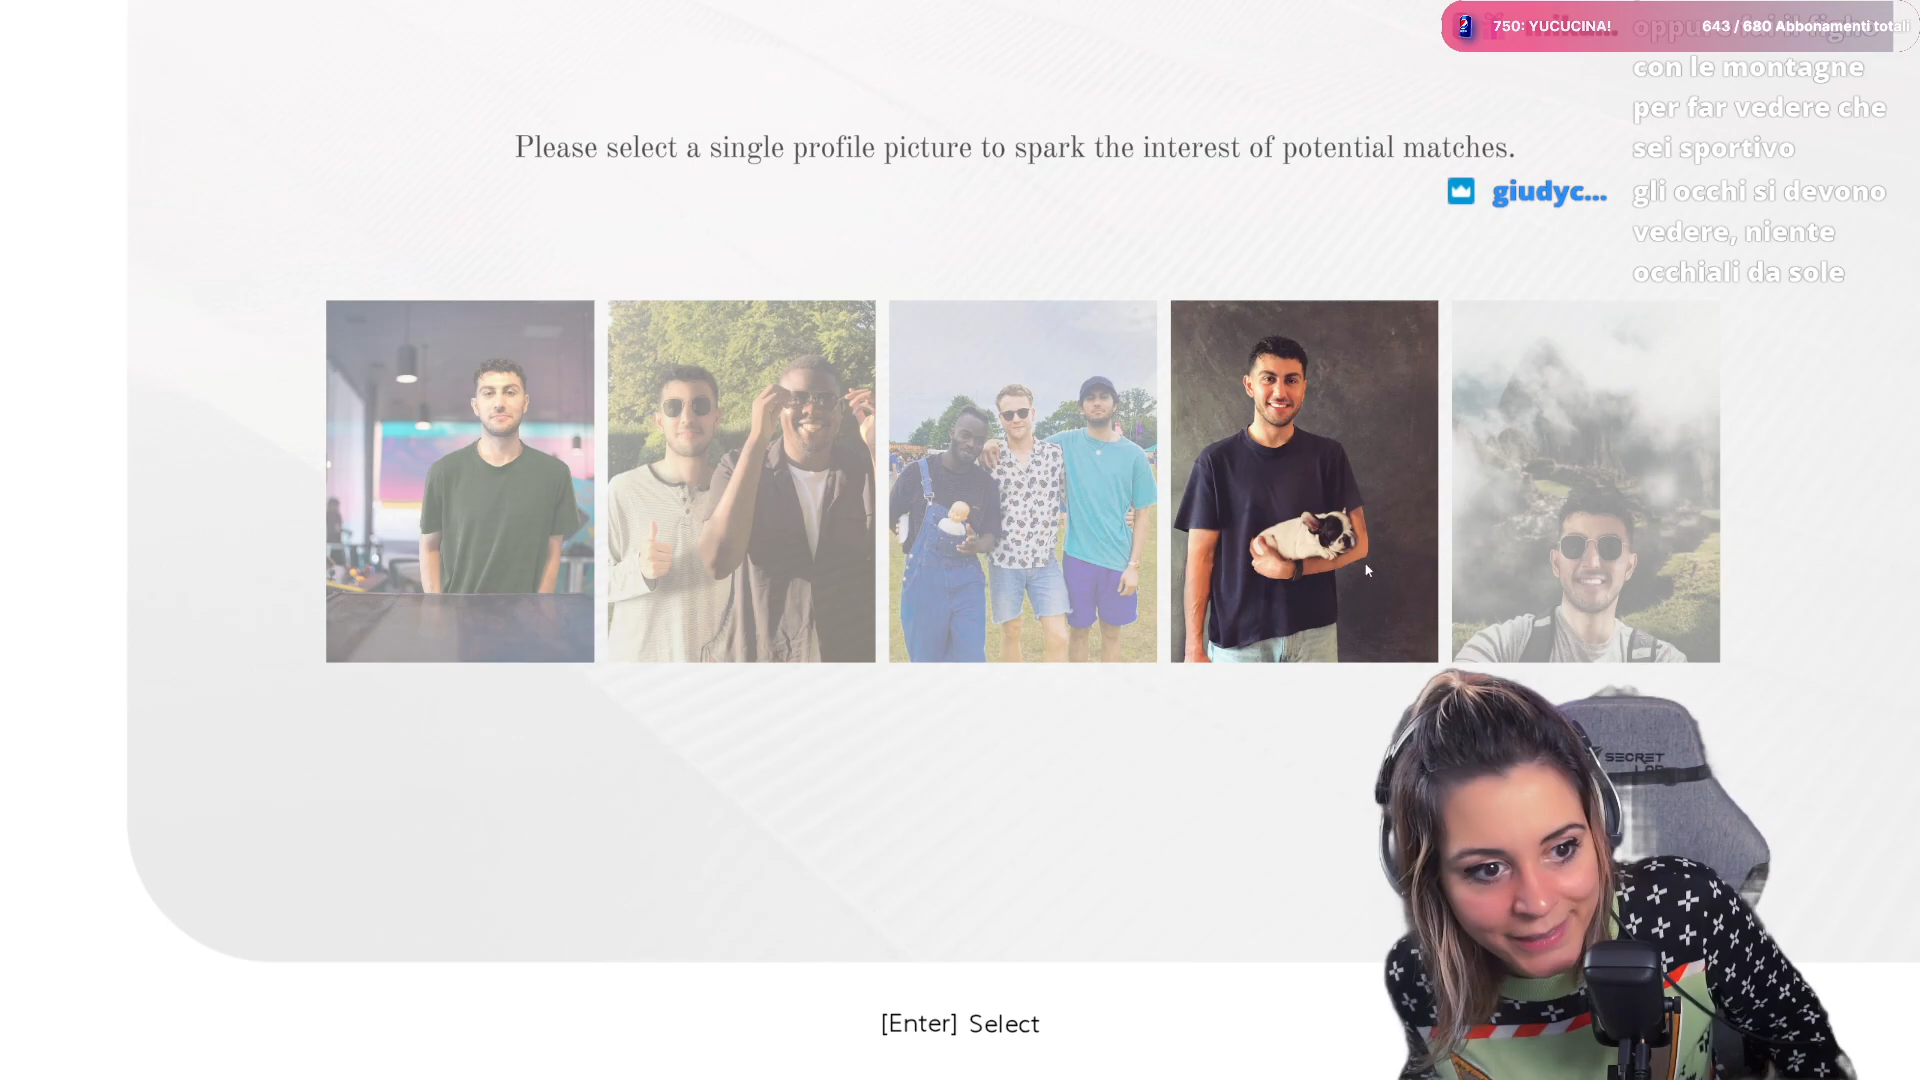 750: YUCUCINA!
643 / 680 Abbonamenti totali
con le montagne
per far vedere che
sei sportivo
Please select a single profile picture to spark the interest of potential matches.
giudyc... gli occhi si devono
vedere, niente
occhiali da sole
SECRET
[Enter] Select